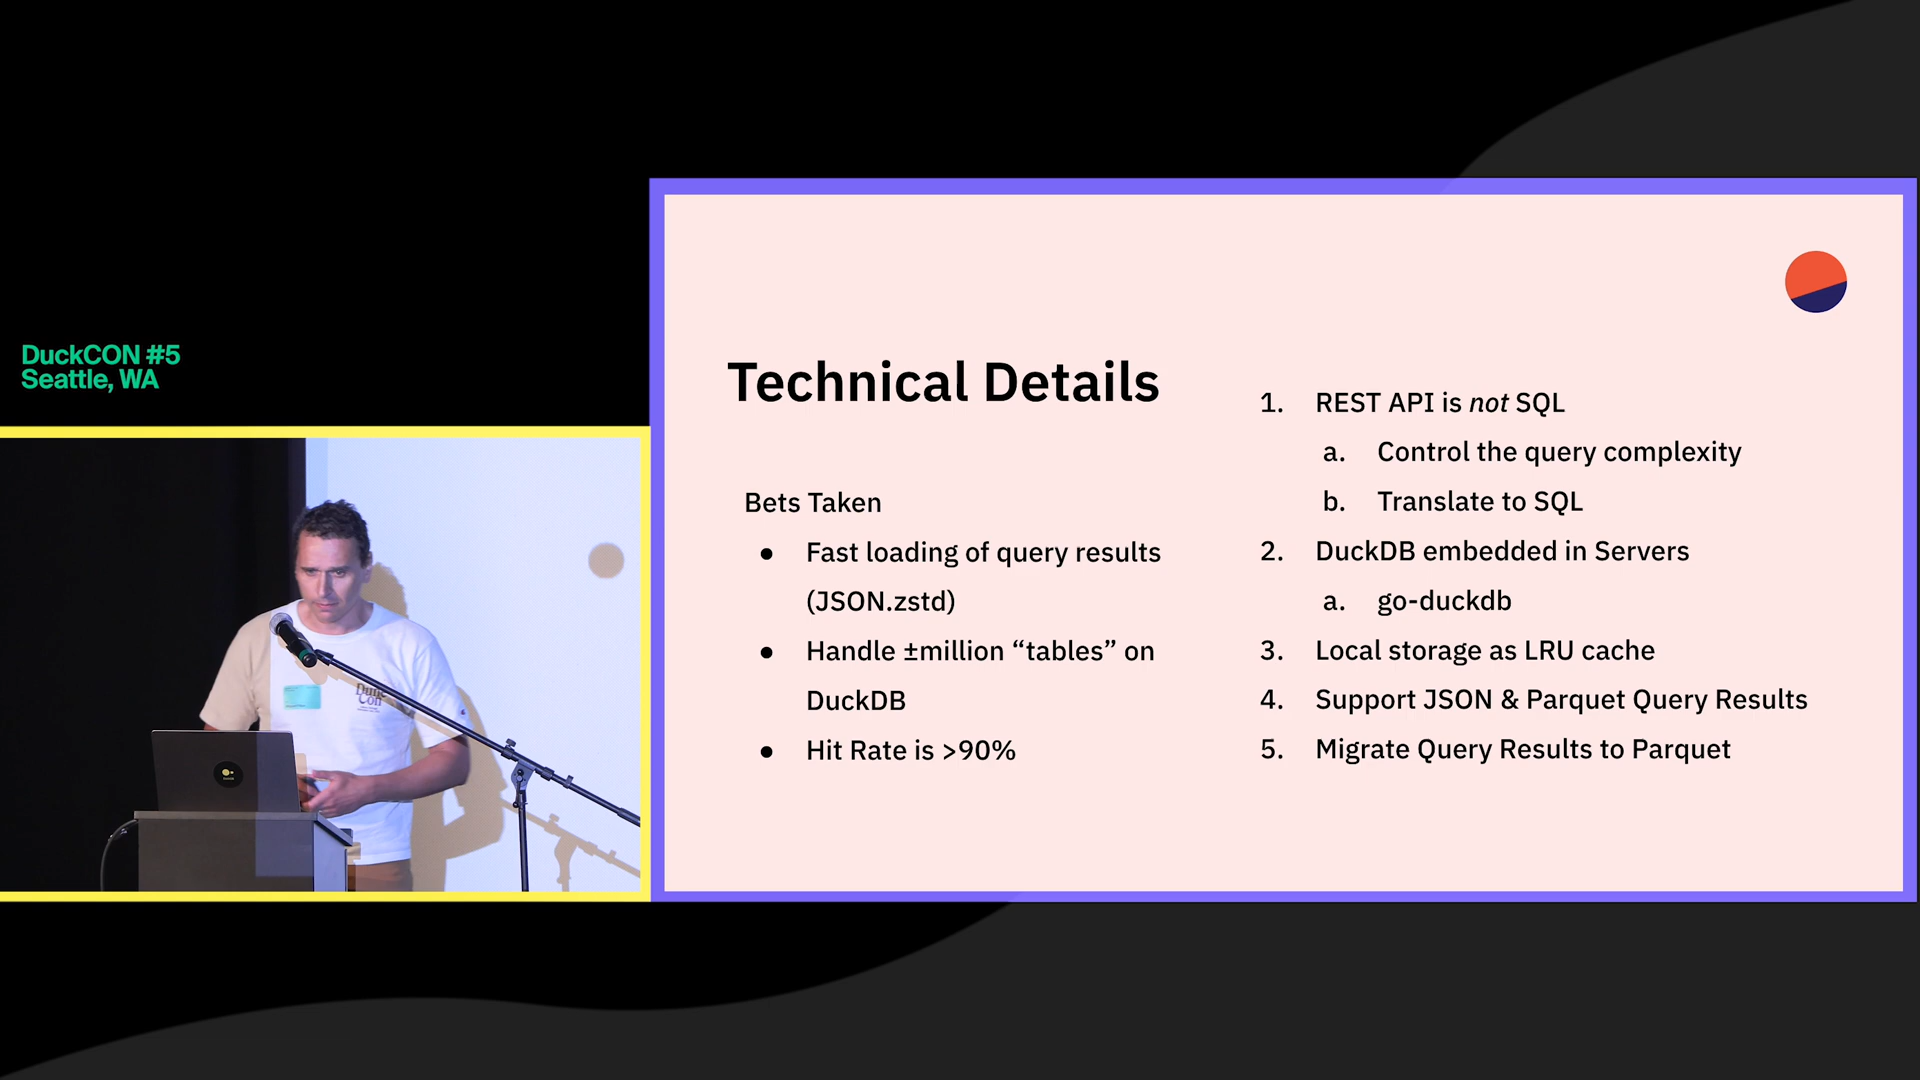 DuckCON #5
Seattle, WA
Technical Details
Bets Taken
● Fast loading of query results
(JSON.zstd)
● Handle ±million “tables” on
DuckDB
● Hit Rate is >90%
1. REST API is not SQL
a. Control the query complexity
b. Translate to SQL
2. DuckDB embedded in Servers
a. go-duckdb
3. Local storage as LRU cache
4. Support JSON & Parquet Query Results
5. Migrate Query Results to Parquet
Dune
Con